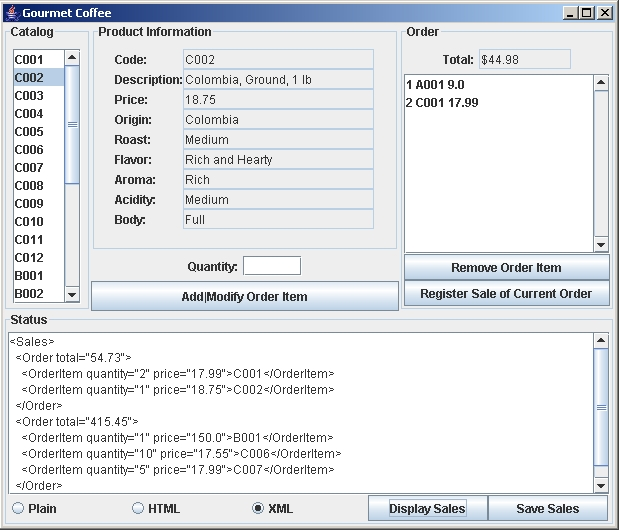 Gourmet Coffee
Catalog
C001
C002
C003
C004
C005
C006
C007
C008
C009
C010
C011
C012
B001
B002
Product Information
Code: C002
Description: Colombia, Ground, 1 lb
Price: 18.75
Origin: Colombia
Roast: Medium
Flavor: Rich and Hearty
Aroma: Rich
Acidity: Medium
Body: Full
Quantity:
Add|Modify Order Item
Order
Total: $44.98
1 A001 9.0
2 C001 17.99
Remove Order Item
Register Sale of Current Order
Status
<Sales>
<Order total="54.73">
<OrderItem quantity="2" price="17.99">C001</OrderItem>
<OrderItem quantity="1" price="18.75">C002</OrderItem>
</Order>
<Order total="415.45">
<OrderItem quantity="1" price="150.0">B001</OrderItem>
<OrderItem quantity="10" price="17.55">C006</OrderItem>
<OrderItem quantity="5" price="17.99">C007</OrderItem>
</Order>
Plain HTML XML Display Sales Save Sales